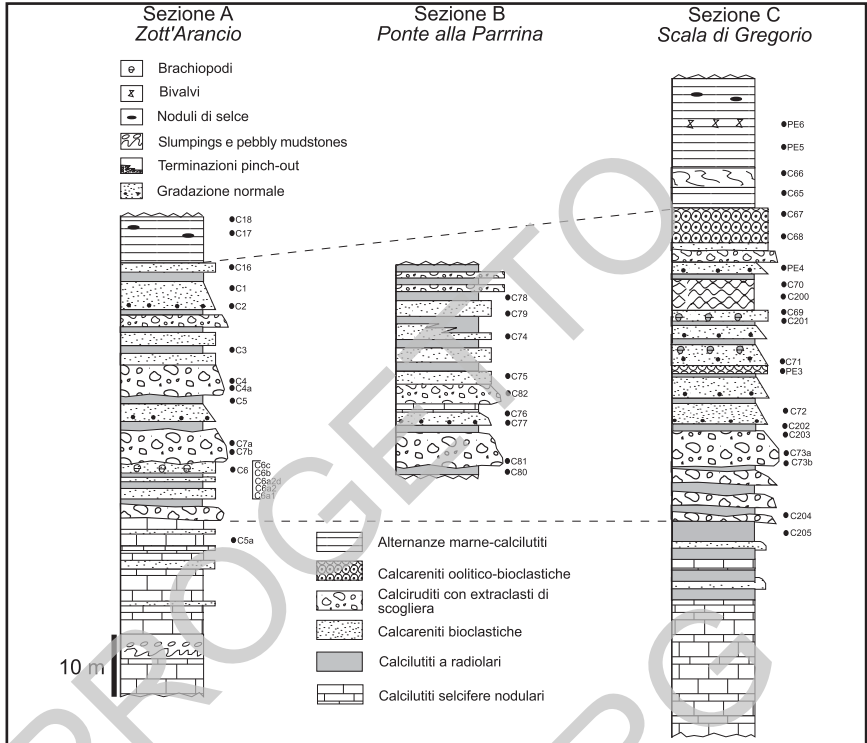 Sezione A
Zott'Arancio
Sezione B
Ponte alla Parrrina
Sezione C
Scala di Gregorio
Brachiopodi
Bivalvi
Noduli di selce
Slumpings e pebbly mudstones
Terminazioni pinch-out
Gradazione normale
C18
C17
C16
C1
C2
C3
C4
C4a
C5
C7a
C7b
C6
C6c
C6b
C6a2d
C6a2
C6a1
C5a
10 m
C78
C79
C74
C75
C82
C76
C77
C81
C80
PE6
PE5
C66
C65
C67
C68
PE4
C70
C200
C69
C201
C71
PE3
C72
C202
C203
C73a
C73b
C204
C205
Alternanze marne-calcilutiti
Calcareniti oolitico-bioclastiche
Calciruditi con extraclasti di
scogliera
Calcareniti bioclastiche
Calcilutiti a radiolari
Calcilutiti selcifere nodulari
PROGETTO